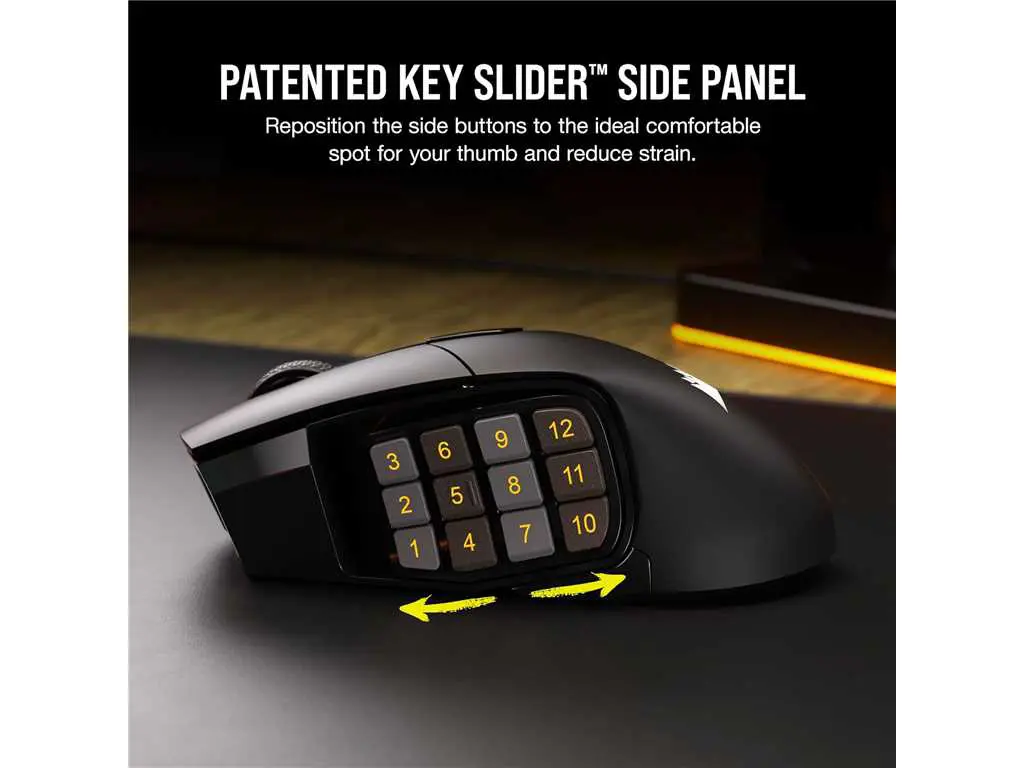 PATENTED KEY SLIDER™ SIDE PANEL
Reposition the side buttons to the ideal comfortable
spot for your thumb and reduce strain.
3 6 9 12
2 5 8 11
1 4 7 10